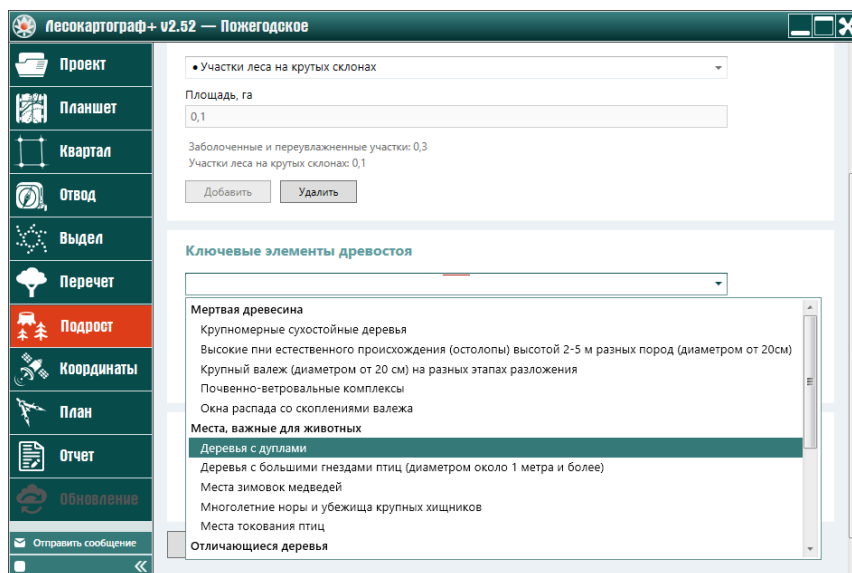 Лесокартограф+ v2.52 — Пожегодское
Проект
Планшет
Квартал
Отвод
Выдел
Перечет
Подрост
Координаты
План
Отчет
Обновление
Отправить сообщение
• Участки леса на крутых склонах
Площадь, га
0,1
Заболоченные и переувлажненные участки: 0,3
Участки леса на крутых склонах: 0,1
Добавить Удалить
Ключевые элементы древостоя
Мертвая древесина
Крупномерные сухостойные деревья
Высокие пни естественного происхождения (остолопы) высотой 2-5 м разных пород (диаметром от 20см)
Крупный валеж (диаметром от 20 см) на разных этапах разложения
Почвенно-ветровальные комплексы
Окна распада со скоплениями валежа
Места, важные для животных
Деревья с дуплами
Деревья с большими гнездами птиц (диаметром около 1 метра и более)
Места зимовок медведей
Многолетние норы и убежища крупных хищников
Места токования птиц
Отличающиеся деревья